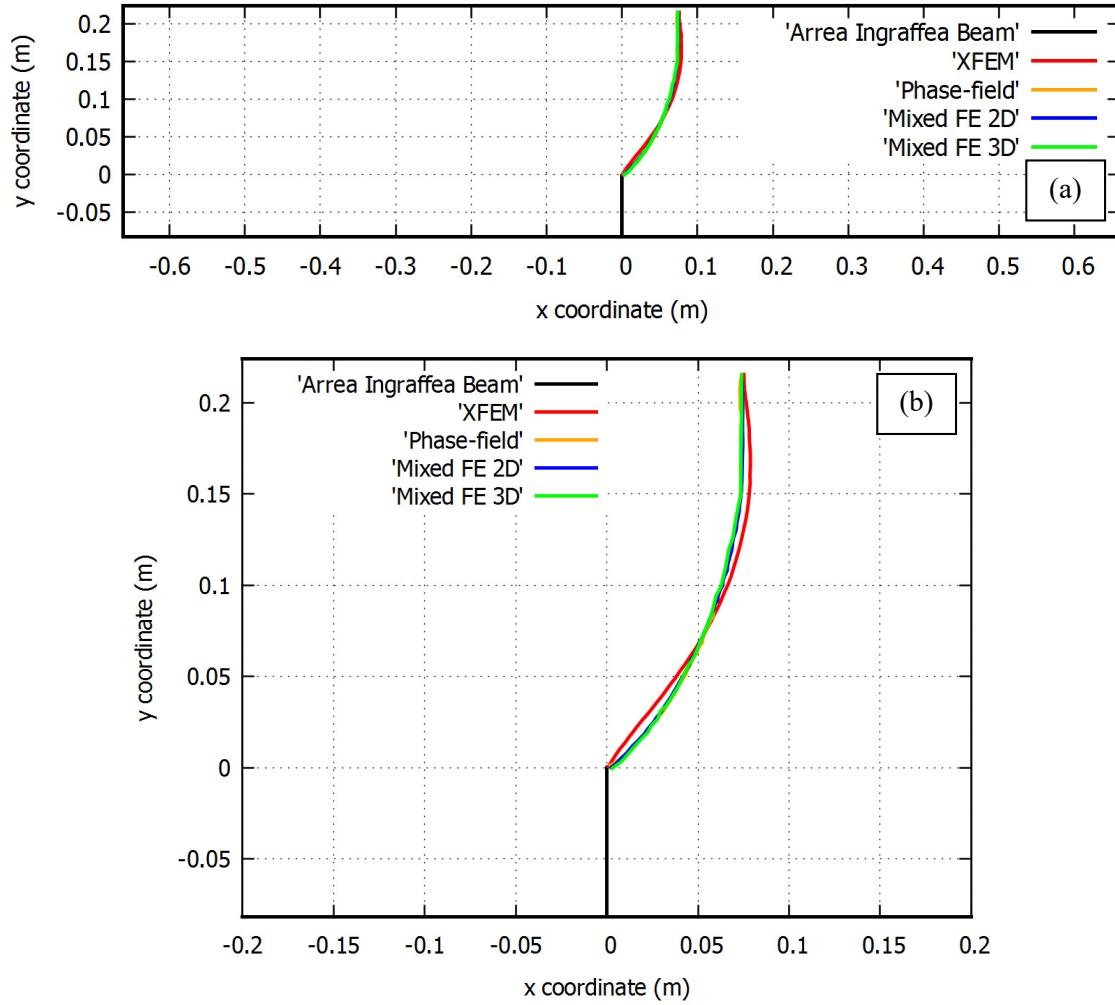 0.2
0.15
0.1
0.05
0
-0.05
y coordinate (m)
'Arrea Ingraffea Beam'
'XFEM'
'Phase-field'
'Mixed FE 2D'
'Mixed FE 3D'
(a)
-0.6 -0.5 -0.4 -0.3 -0.2 -0.1 0 0.1 0.2 0.3 0.4 0.5 0.6
x coordinate (m)
'Arrea Ingraffea Beam'
'XFEM'
'Phase-field'
'Mixed FE 2D'
'Mixed FE 3D'
(b)
0.2
0.15
0.1
0.05
0
-0.05
y coordinate (m)
-0.2 -0.15 -0.1 -0.05 0 0.05 0.1 0.15 0.2
x coordinate (m)